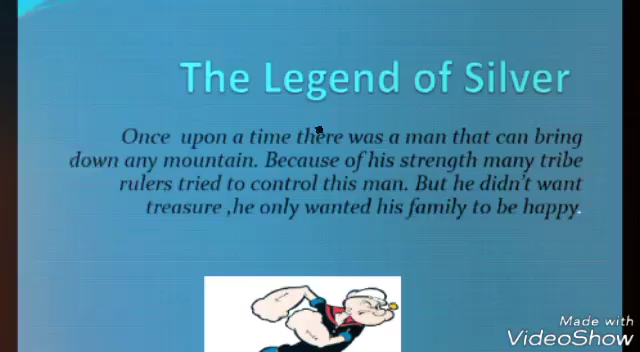 The Legend of Silver
Once upon a time there was a man that can bring
down any mountain. Because of his strength many tribe
rulers tried to control this man. But he didn't want
treasure ,he only wanted his family to be happy.
Made with
VideoShow